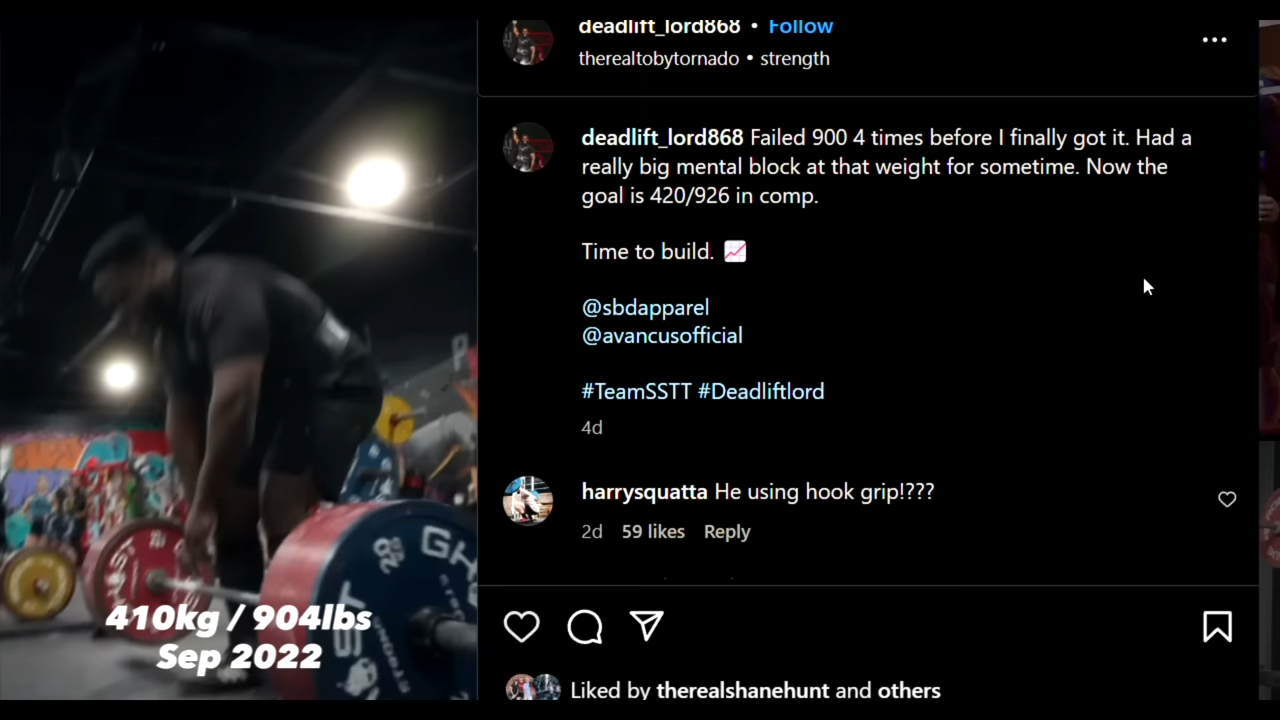 deadlift_lord868 • Follow
therealtobytornado • strength
deadlift_lord868 Failed 900 4 times before I finally got it. Had a
really big mental block at that weight for sometime. Now the
goal is 420/926 in comp.
Time to build. 📈
@sbdapparel
@avancusofficial
#TeamSSTT #Deadliftlord
4d
harrysquatta He using hook grip!???
2d 59 likes Reply
Liked by therealshanehunt and others
410kg / 904lbs
Sep 2022